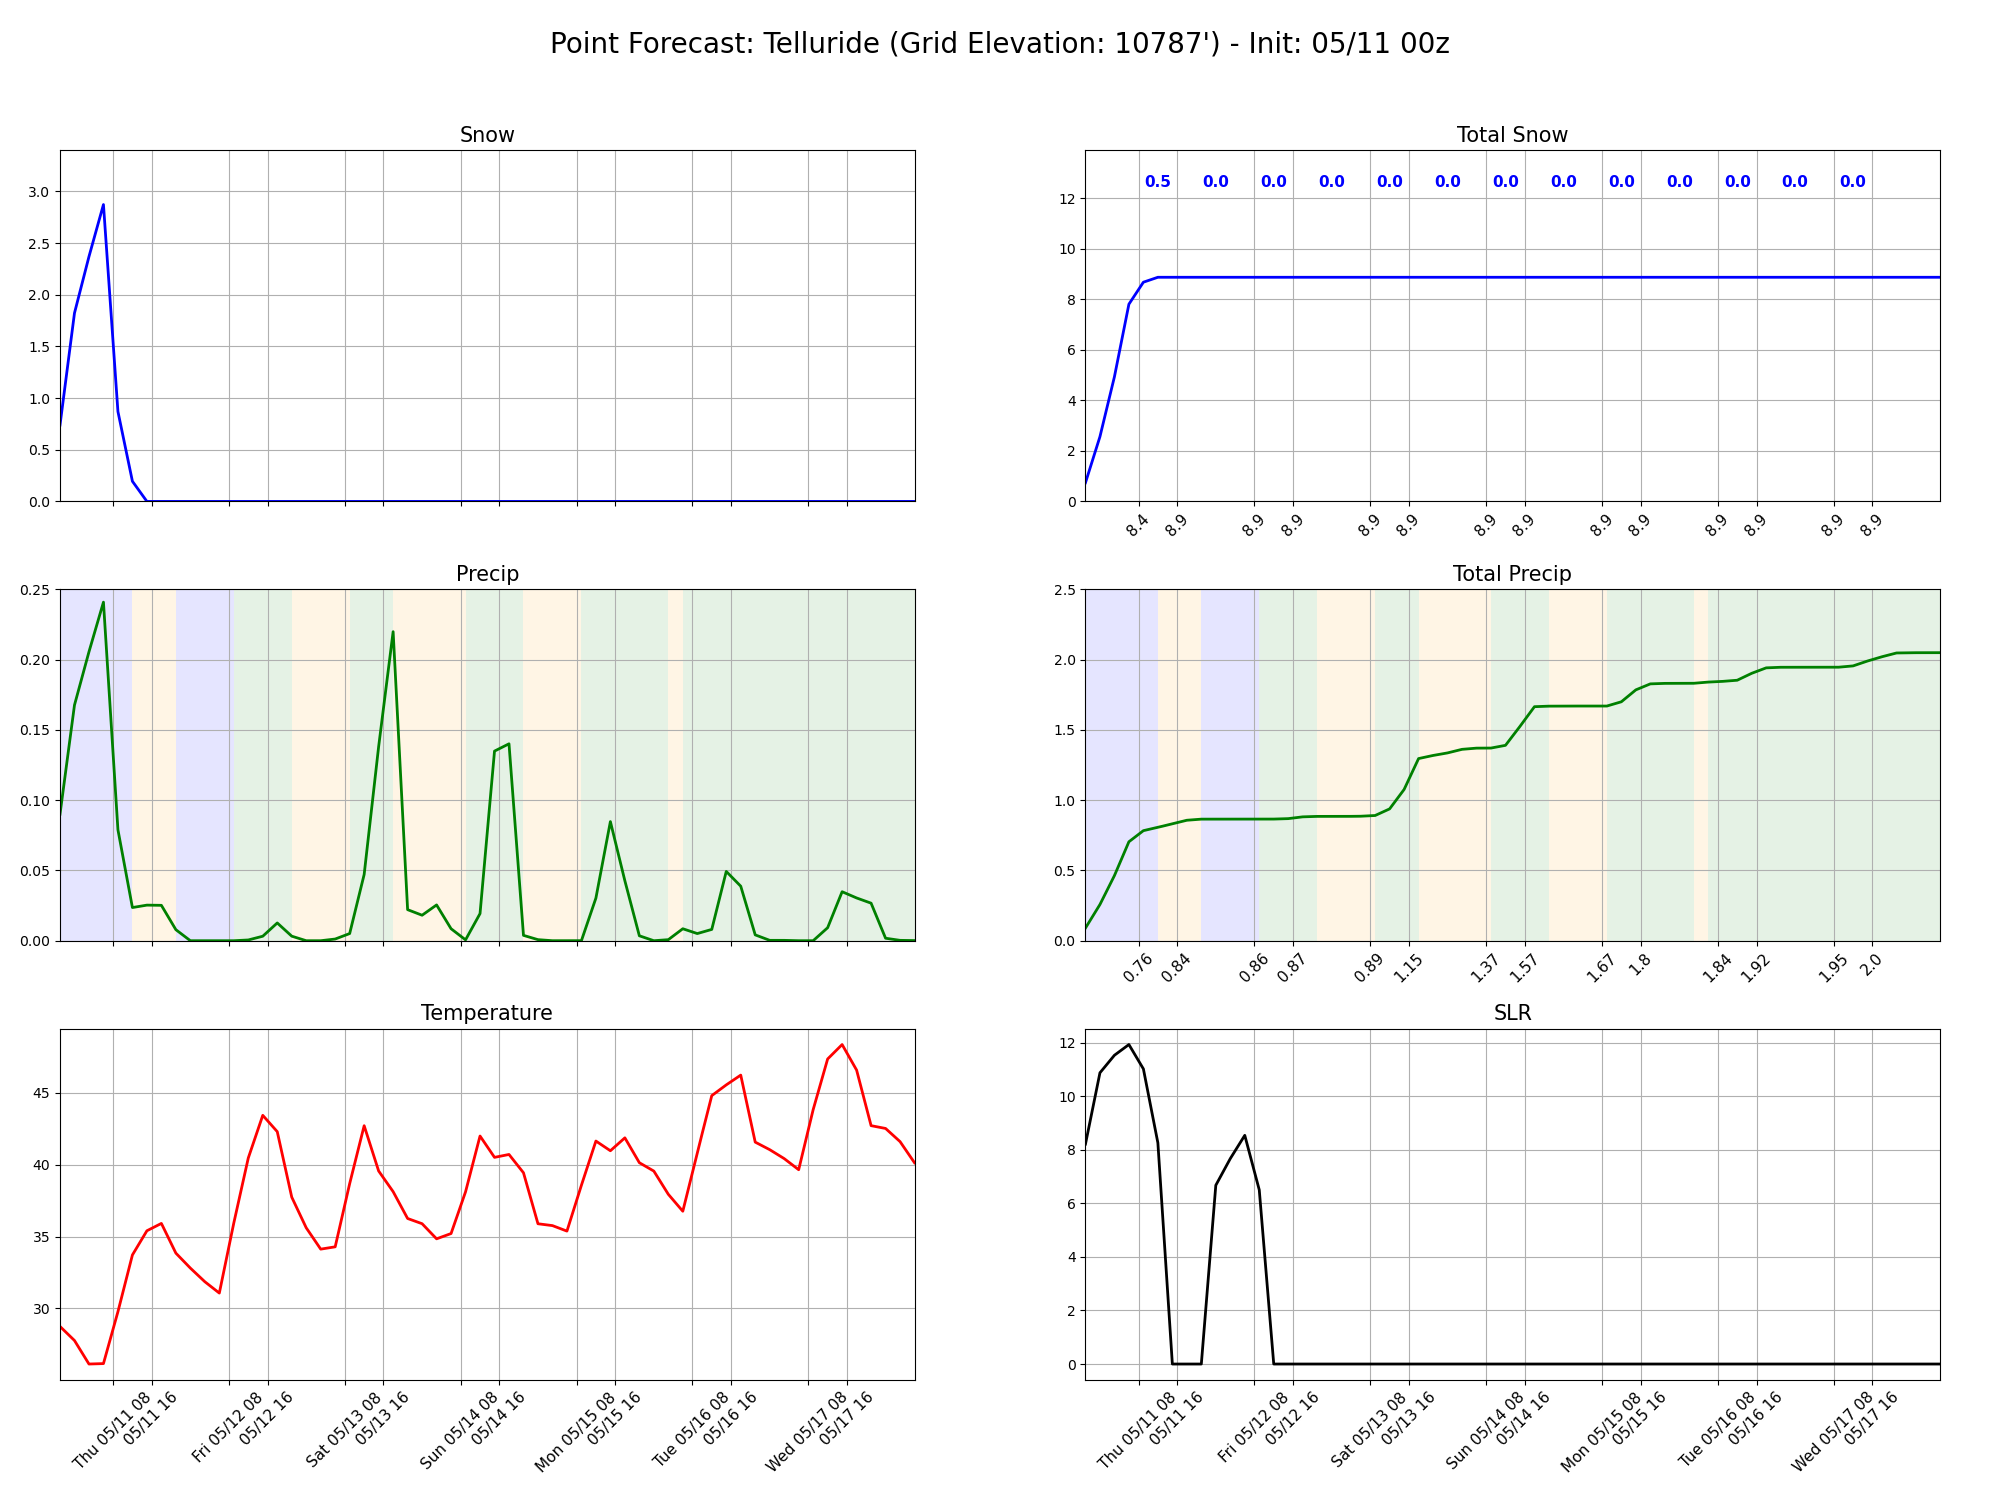 Point Forecast: Telluride (Grid Elevation: 10787') - Init: 05/11 00z
Snow
3.0
2.5
2.0
1.5
1.0
0.5
0.0
Total Snow
0.5 0.0 0.0 0.0 0.0 0.0 0.0 0.0 0.0 0.0 0.0 0.0 0.0
12
10
8
6
4
2
0
8.4 8.9 8.9 8.9 8.9 8.9 8.9 8.9 8.9 8.9 8.9 8.9 8.9 8.9
Precip
0.25
0.20
0.15
0.10
0.05
0.00
Total Precip
2.5
2.0
1.5
1.0
0.5
0.0
0.76 0.84 0.86 0.87 0.89 1.15 1.37 1.57 1.67 1.8 1.84 1.92 1.95 2.0
Temperature
45
40
35
30
Thu 05/11 08
05/11 16
Fri 05/12 08
05/12 16
Sat 05/13 08
05/13 16
Sun 05/14 08
05/14 16
Mon 05/15 08
05/15 16
Tue 05/16 08
05/16 16
Wed 05/17 08
05/17 16
SLR
12
10
8
6
4
2
0
Thu 05/11 08
05/11 16
Fri 05/12 08
05/12 16
Sat 05/13 08
05/13 16
Sun 05/14 08
05/14 16
Mon 05/15 08
05/15 16
Tue 05/16 08
05/16 16
Wed 05/17 08
05/17 16